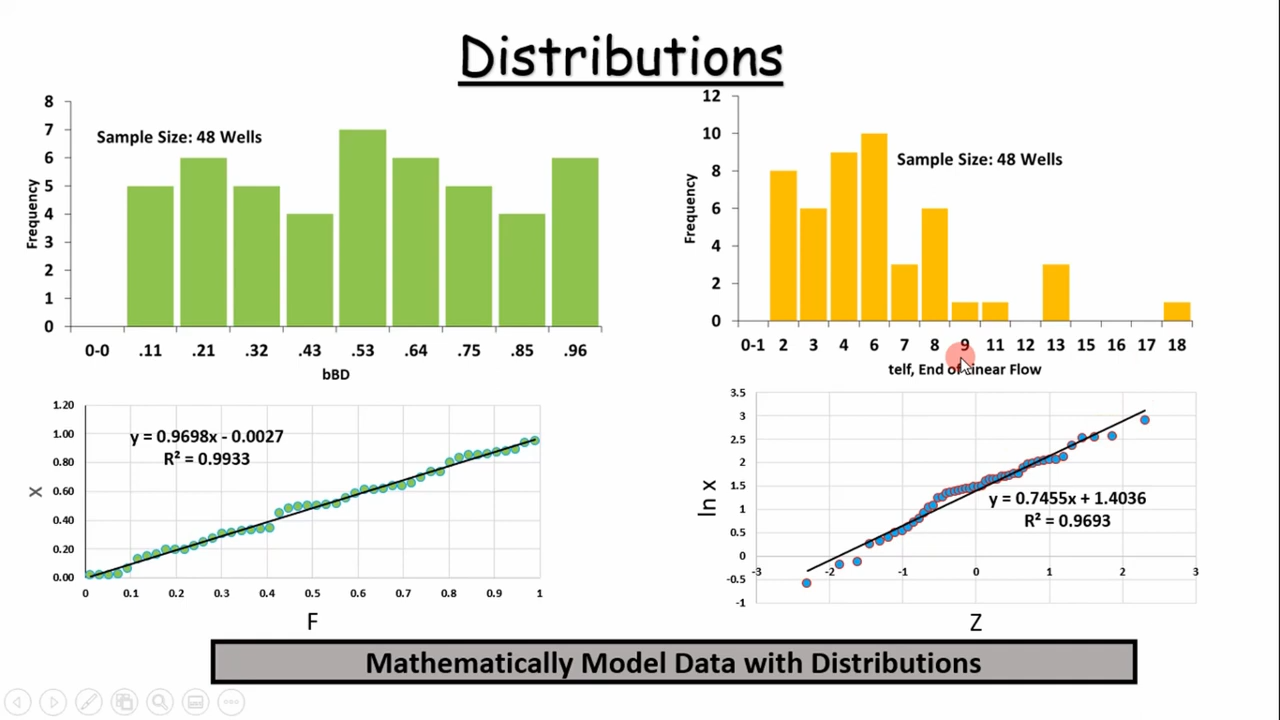 Distributions
8
7
6
5
4
3
2
1
0
Frequency
Sample Size: 48 Wells
0-0 .11 .21 .32 .43 .53 .64 .75 .85 .96
bBD
12
10
8
6
4
2
0
Frequency
Sample Size: 48 Wells
0-1 2 3 4 6 7 8 9 11 12 13 15 16 17 18
telf, End of Linear Flow
1.20
1.00
0.80
0.60
0.40
0.20
0.00
X
y = 0.9698x - 0.0027
R² = 0.9933
0 0.1 0.2 0.3 0.4 0.5 0.6 0.7 0.8 0.9 1
F
3.5
3
2.5
2
1.5
1
0.5
0
-0.5
-1
ln x
y = 0.7455x + 1.4036
R² = 0.9693
-3 -2 -1 0 1 2 3
Z
Mathematically Model Data with Distributions